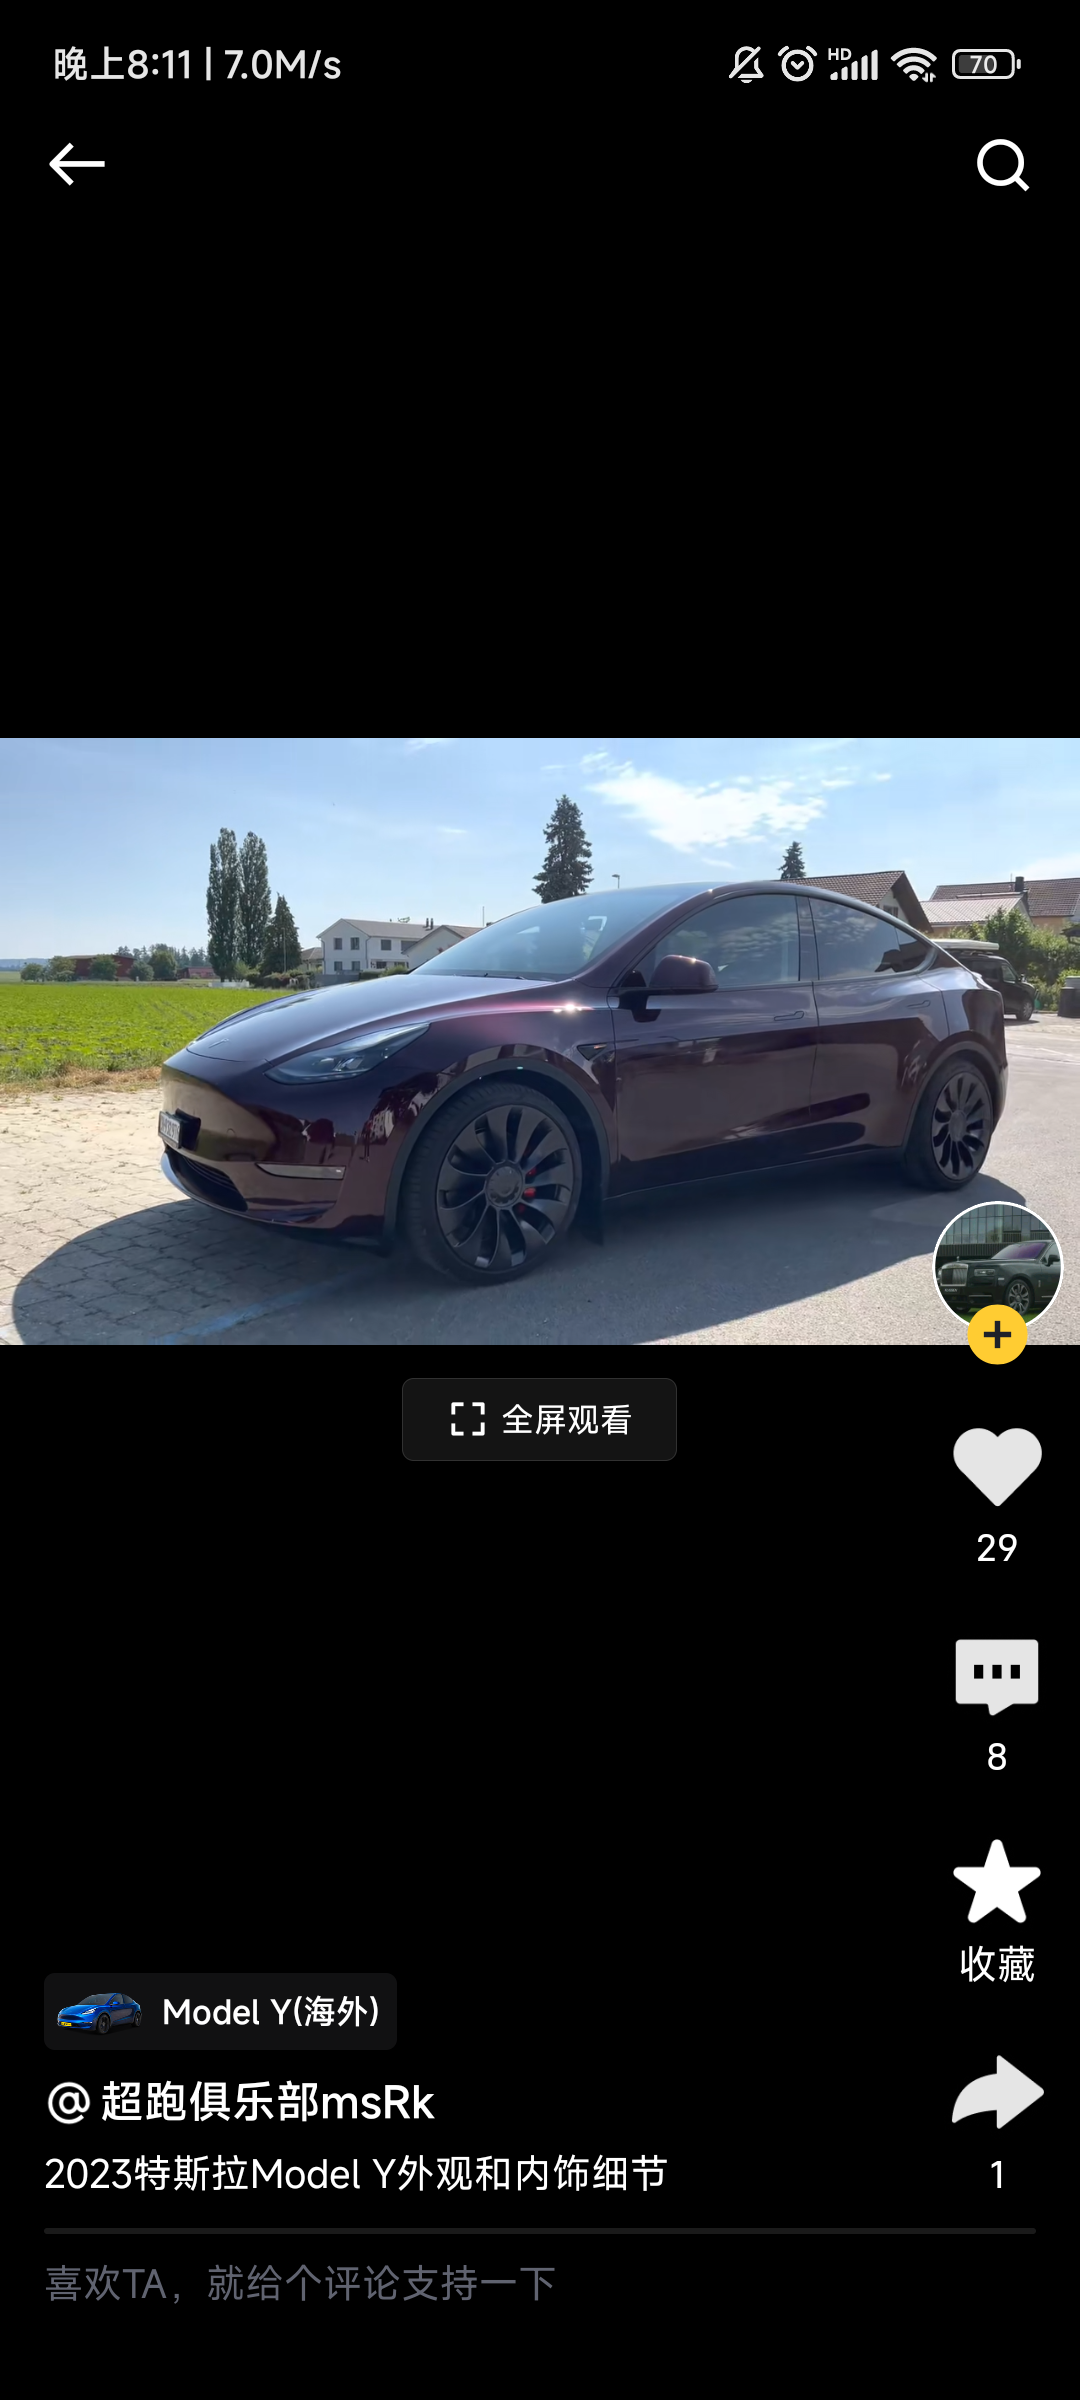 晚上8:11 | 7.0M/s
HD
70
全屏观看
29
8
收藏
Model Y(海外)
@超跑俱乐部msRk
2023特斯拉Model Y外观和内饰细节
1
喜欢TA，就给个评论支持一下